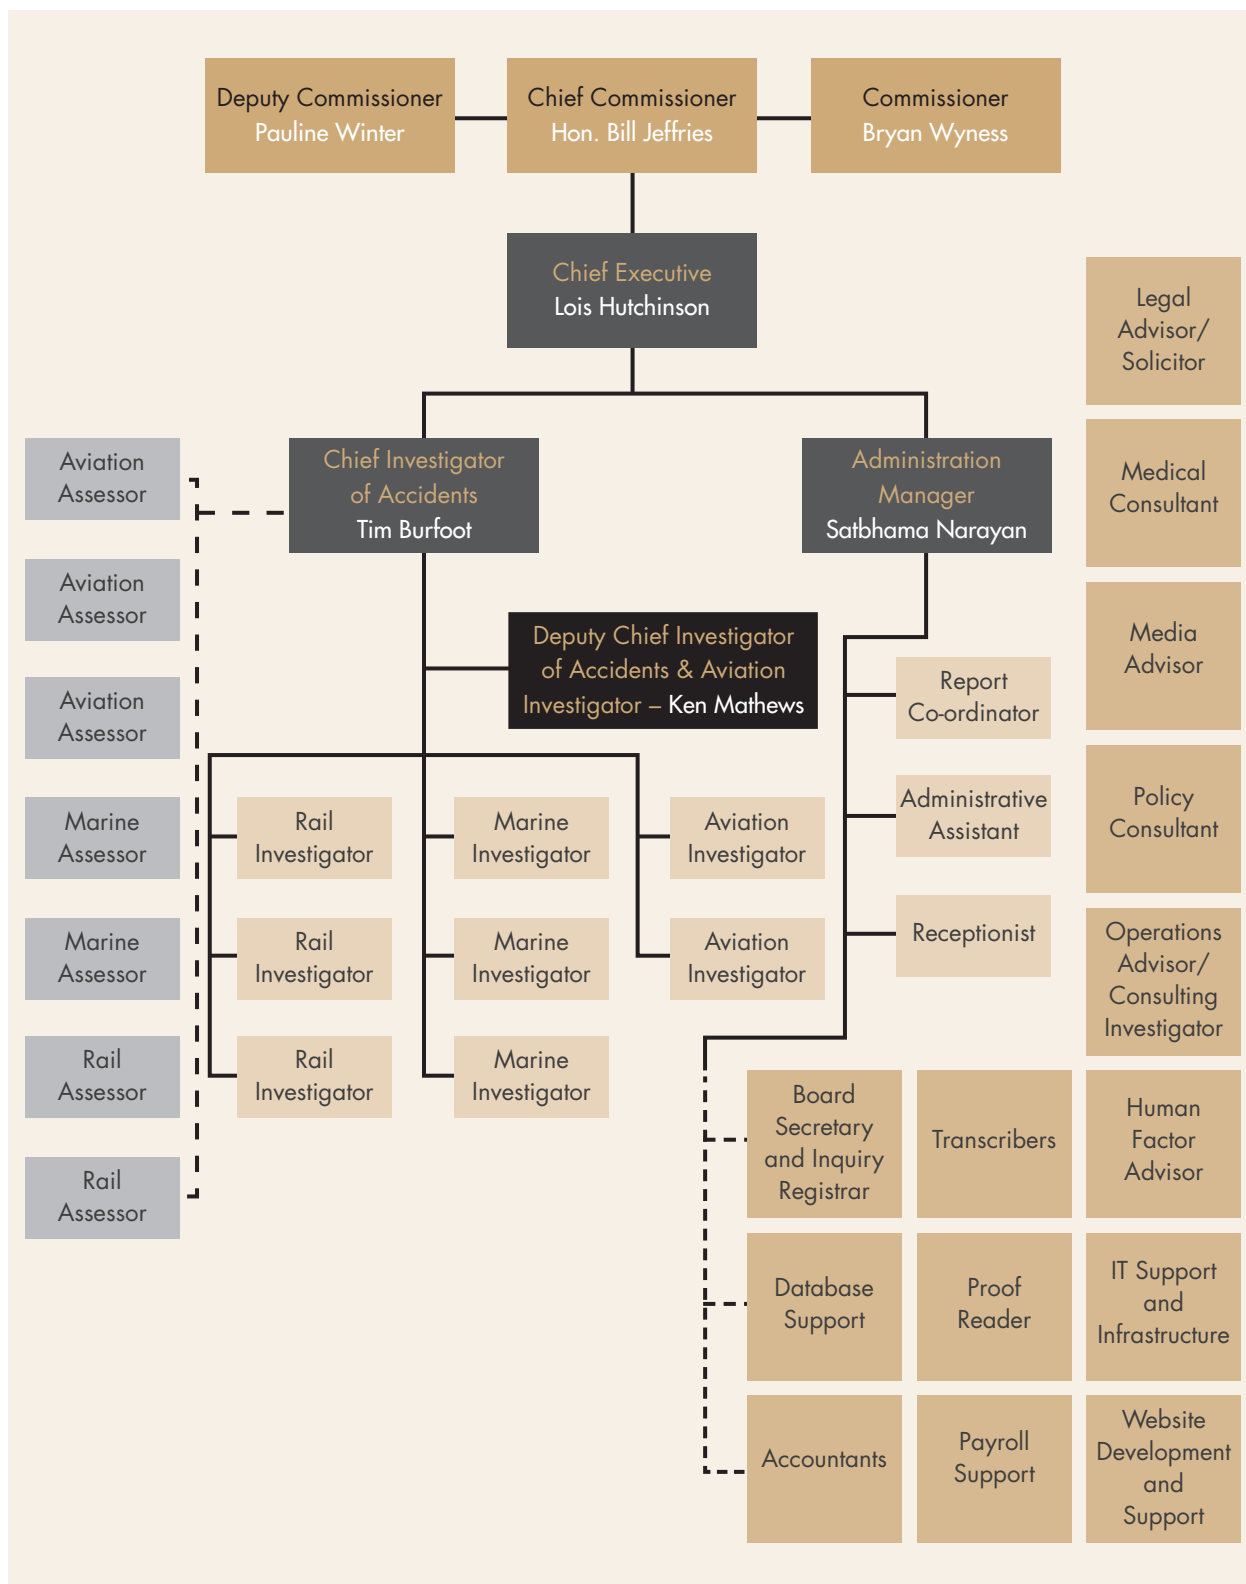 Deputy Commissioner
Pauline Winter
Chief Commissioner
Hon. Bill Jeffries
Commissioner
Bryan Wyness
Chief Executive
Lois Hutchinson
Chief Investigator
of Accidents
Tim Burfoot
Administration
Manager
Satbhama Narayan
Deputy Chief Investigator
of Accidents & Aviation
Investigator – Ken Mathews
Aviation
Assessor
Aviation
Assessor
Aviation
Assessor
Marine
Assessor
Marine
Assessor
Rail
Assessor
Rail
Assessor
Rail
Investigator
Rail
Investigator
Rail
Investigator
Marine
Investigator
Marine
Investigator
Marine
Investigator
Aviation
Investigator
Aviation
Investigator
Report
Co-ordinator
Administrative
Assistant
Receptionist
Legal
Advisor/
Solicitor
Medical
Consultant
Media
Advisor
Policy
Consultant
Operations
Advisor/
Consulting
Investigator
Board
Secretary
and Inquiry
Registrar
Transcribers
Human
Factor
Advisor
Database
Support
Proof
Reader
IT Support
and
Infrastructure
Accountants
Payroll
Support
Website
Development
and
Support